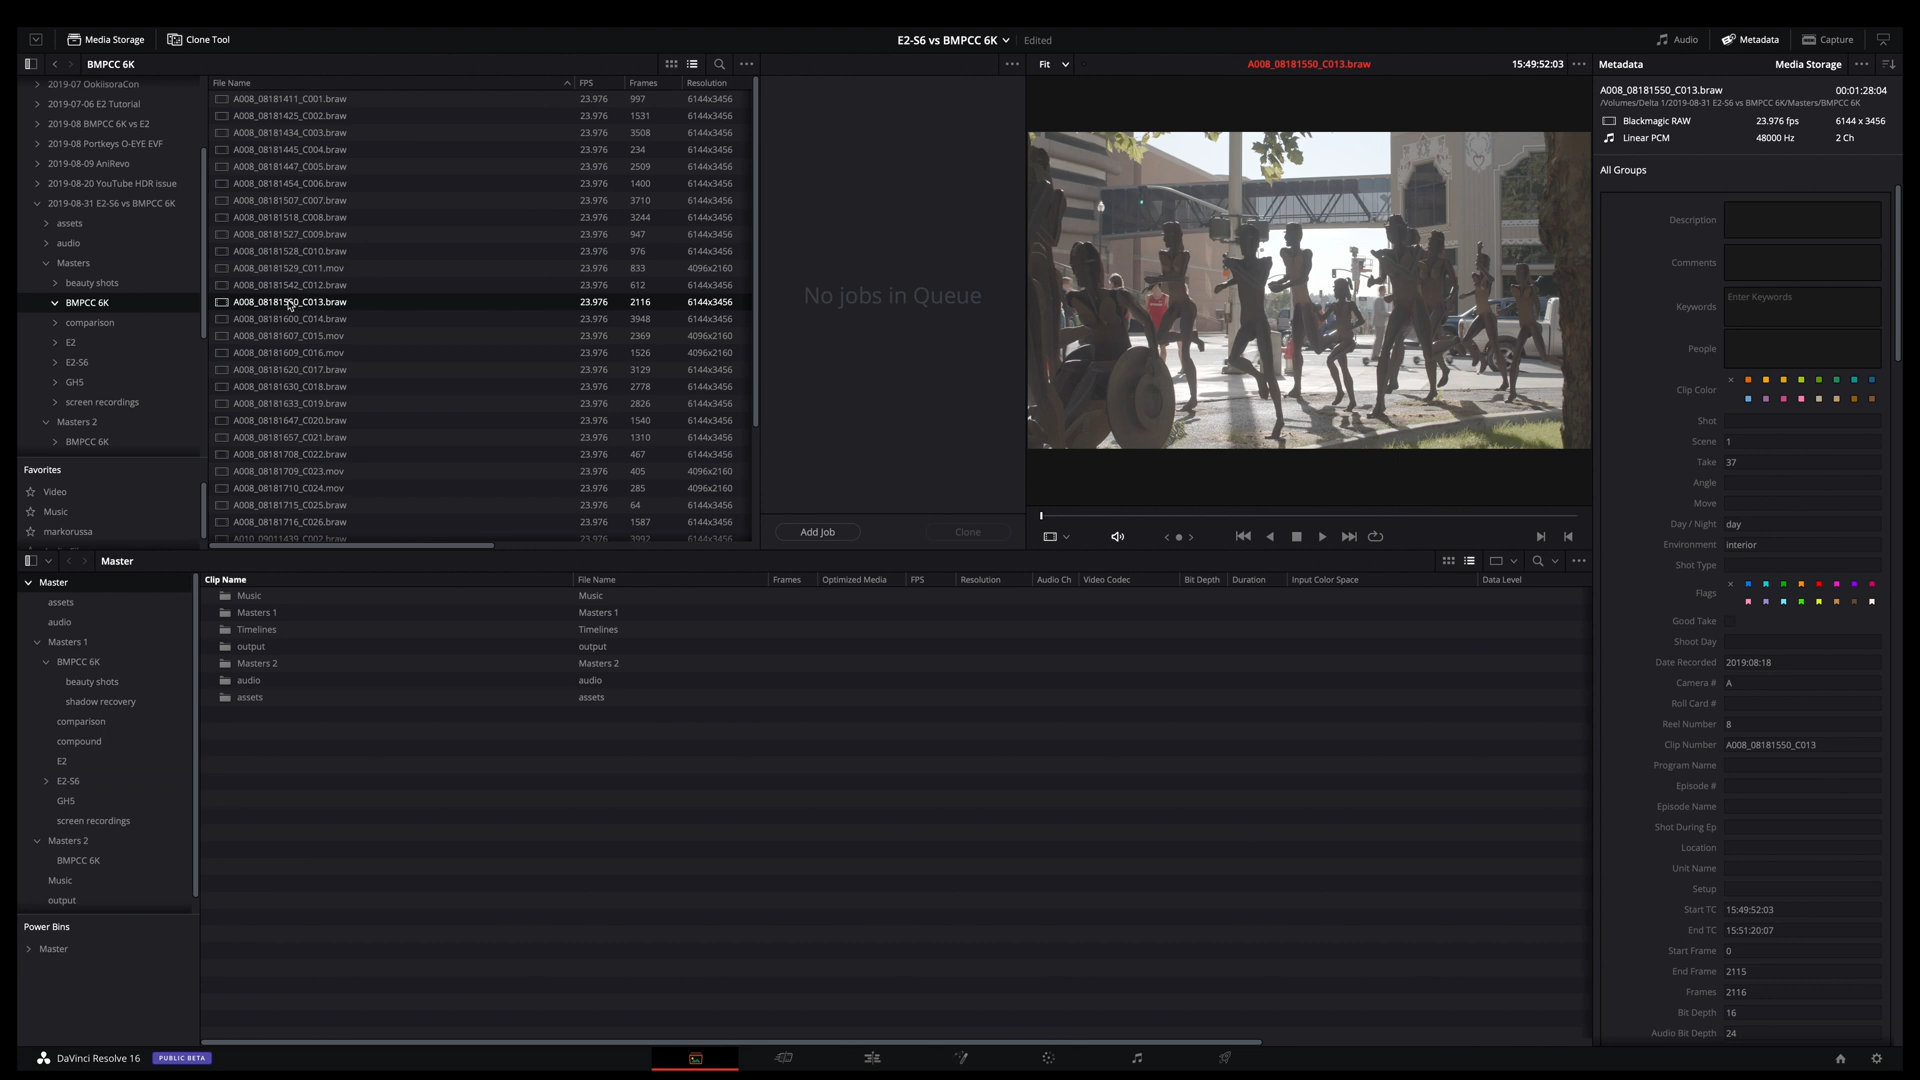 Media Storage
Clone Tool
E2-S6 vs BMPCC 6K
Edited
Audio
Metadata
Capture
BMPCC 6K
2019-07 OokiisoraCon
2019-07-06 E2 Tutorial
2019-08 BMPCC 6K vs E2
2019-08 Portkeys O-EYE EVF
2019-08-09 AniRevo
2019-08-20 YouTube HDR issue
2019-08-31 E2-S6 vs BMPCC 6K
assets
audio
Masters
beauty shots
BMPCC 6K
comparison
E2
E2-S6
GH5
screen recordings
Masters 2
BMPCC 6K
Favorites
Video
Music
markorussa
File Name FPS Frames Resolution
A008_08181411_C001.braw 23.976 997 6144x3456
A008_08181425_C002.braw 23.976 1531 6144x3456
A008_08181434_C003.braw 23.976 3508 6144x3456
A008_08181445_C004.braw 23.976 234 6144x3456
A008_08181447_C005.braw 23.976 2509 6144x3456
A008_08181454_C006.braw 23.976 1400 6144x3456
A008_08181507_C007.braw 23.976 3710 6144x3456
A008_08181518_C008.braw 23.976 3244 6144x3456
A008_08181527_C009.braw 23.976 947 6144x3456
A008_08181528_C010.braw 23.976 976 6144x3456
A008_08181529_C011.mov 23.976 833 4096x2160
A008_08181542_C012.braw 23.976 612 6144x3456
A008_08181550_C013.braw 23.976 2116 6144x3456
A008_08181600_C014.braw 23.976 3948 6144x3456
A008_08181607_C015.mov 23.976 2369 4096x2160
A008_08181609_C016.mov 23.976 1526 4096x2160
A008_08181620_C017.braw 23.976 3129 6144x3456
A008_08181630_C018.braw 23.976 2778 6144x3456
A008_08181633_C019.braw 23.976 2826 6144x3456
A008_08181647_C020.braw 23.976 1540 6144x3456
A008_08181657_C021.braw 23.976 1310 6144x3456
A008_08181708_C022.braw 23.976 467 6144x3456
A008_08181709_C023.mov 23.976 405 4096x2160
A008_08181710_C024.mov 23.976 285 4096x2160
A008_08181715_C025.braw 23.976 64 6144x3456
A008_08181716_C026.braw 23.976 1587 6144x3456
A010_09011439_C002.braw 23.976 3992 6144x3456
No jobs in Queue
Add Job
Clone
Fit
A008_08181550_C013.braw
15:49:52:03
Metadata
Media Storage
A008_08181550_C013.braw 00:01:28:04
/Volumes/Delta 1/2019-08-31 E2-S6 vs BMPCC 6K/Masters/BMPCC 6K
Blackmagic RAW 23.976 fps 6144 x 3456
Linear PCM 48000 Hz 2 Ch
All Groups
Description
Comments
Keywords Enter Keywords
People
Clip Color
Shot
Scene 1
Take 37
Angle
Move
Day / Night day
Environment interior
Shot Type
Flags
Good Take
Shoot Day
Date Recorded 2019:08:18
Camera # A
Roll Card #
Reel Number 8
Clip Number A008_08181550_C013
Program Name
Episode #
Episode Name
Shot During Ep
Location
Unit Name
Setup
Start TC 15:49:52:03
End TC 15:51:20:07
Start Frame 0
End Frame 2115
Frames 2116
Bit Depth 16
Audio Bit Depth 24
Master
Master
assets
audio
Masters 1
BMPCC 6K
beauty shots
shadow recovery
comparison
compound
E2
E2-S6
GH5
screen recordings
Masters 2
BMPCC 6K
Music
output
Power Bins
Master
Clip Name File Name Frames Optimized Media FPS Resolution Audio Ch Video Codec Bit Depth Duration Input Color Space Data Level
Music Music
Masters 1 Masters 1
Timelines Timelines
output output
Masters 2 Masters 2
audio audio
assets assets
DaVinci Resolve 16
PUBLIC BETA